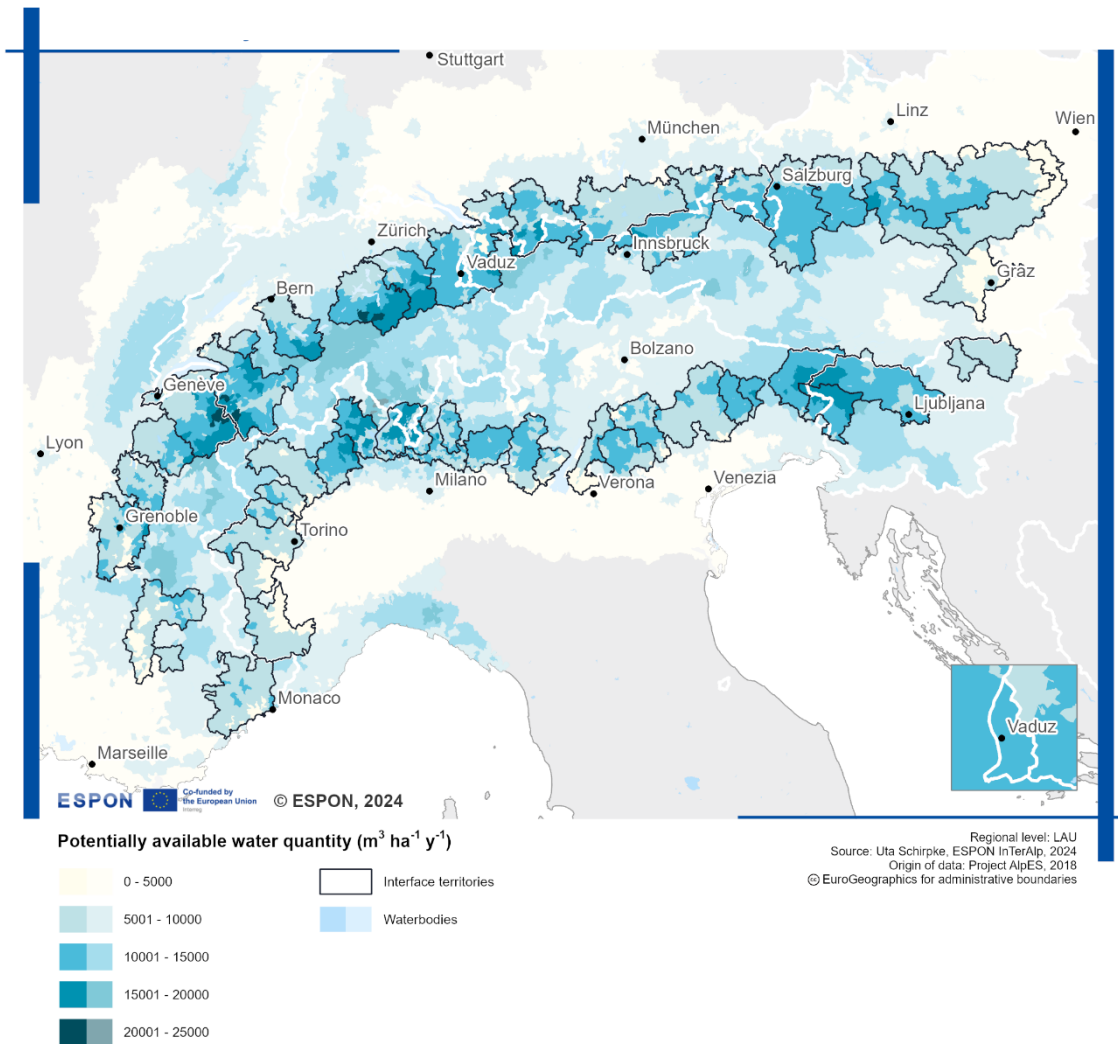 Stuttgart
Linz
Wien
München
Salzburg
Zürich
Innsbruck
Vaduz
Graz
Bern
Bolzano
Genève
Ljubljana
Lyon
Milano
Verona
Venezia
Grenoble
Torino
Monaco
Vaduz
Marseille
ESPON
Co-funded by
the European Union
Interreg
© ESPON, 2024
Potentially available water quantity (m³ ha⁻¹ y⁻¹)
0 - 5000
5001 - 10000
10001 - 15000
15001 - 20000
20001 - 25000
Interface territories
Waterbodies
Regional level: LAU
Source: Uta Schirpke, ESPON InTerAlp, 2024
Origin of data: Project AlpES, 2018
cc EuroGeographics for administrative boundaries